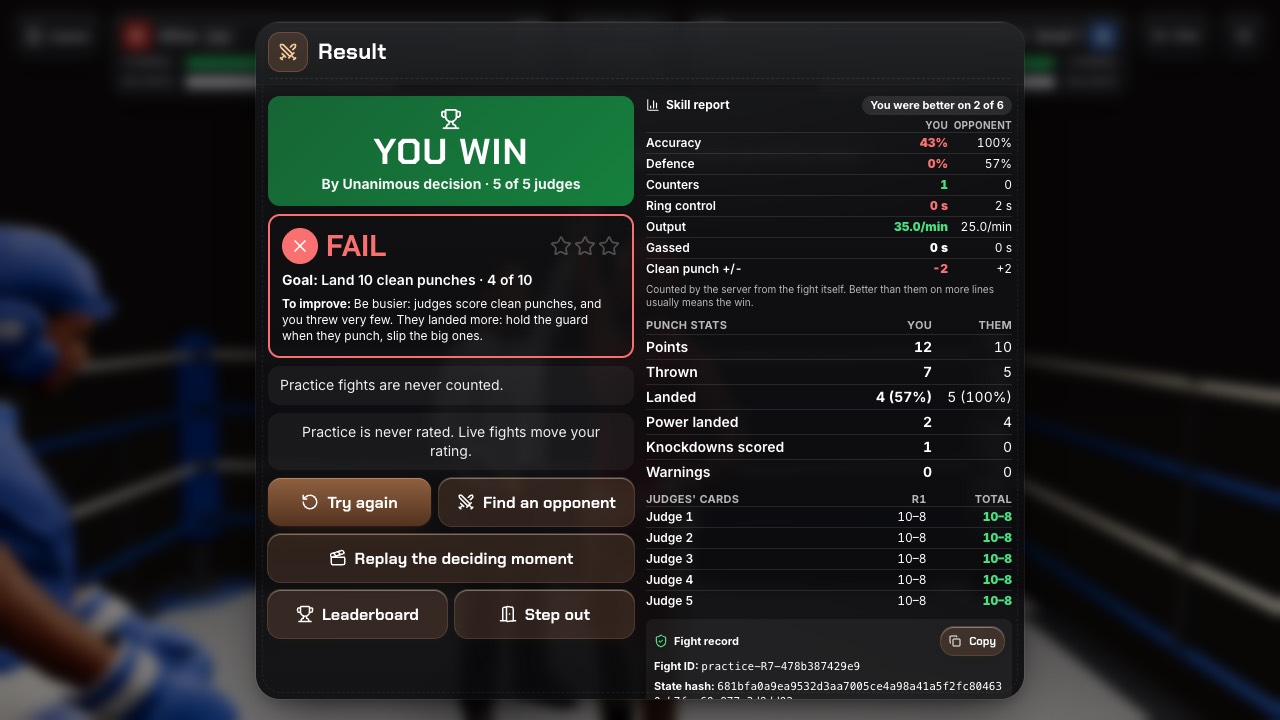 Result
YOU WIN
By Unanimous decision · 5 of 5 judges
FAIL
Goal: Land 10 clean punches · 4 of 10
To improve: Be busier: judges score clean punches, and
you threw very few. They landed more: hold the guard
when they punch, slip the big ones.
Practice fights are never counted.
Practice is never rated. Live fights move your
rating.
Try again
Find an opponent
Replay the deciding moment
Leaderboard
Step out
Skill report
You were better on 2 of 6
YOU OPPONENT
Accuracy 43% 100%
Defence 0% 57%
Counters 1 0
Ring control 0 s 2 s
Output 35.0/min 25.0/min
Gassed 0 s 0 s
Clean punch +/- -2 +2
Counted by the server from the fight itself. Better than them on more lines
usually means the win.
PUNCH STATS YOU THEM
Points 12 10
Thrown 7 5
Landed 4 (57%) 5 (100%)
Power landed 2 4
Knockdowns scored 1 0
Warnings 0 0
JUDGES' CARDS R1 TOTAL
Judge 1 10–8 10–8
Judge 2 10–8 10–8
Judge 3 10–8 10–8
Judge 4 10–8 10–8
Judge 5 10–8 10–8
Fight record
Copy
Fight ID: practice-R7-478b387429e9
State hash: 681bfa0a9ea9532d3aa7005ce4a98a41a5f2fc80463